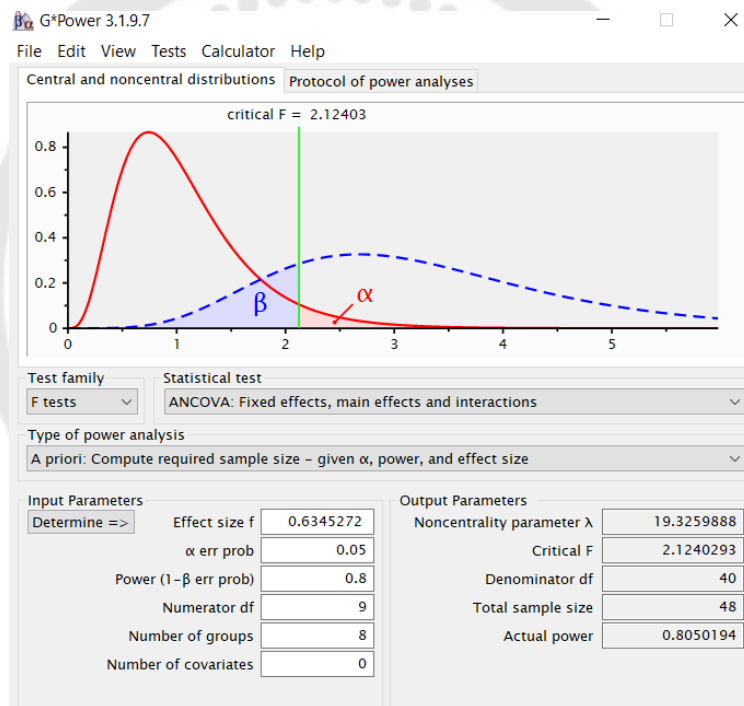 G*Power 3.1.9.7
File Edit View Tests Calculator Help
Central and noncentral distributions Protocol of power analyses
critical F = 2.12403
0.8
0.6
0.4
0.2
0
β
α
0 1 2 3 4 5
Test family Statistical test
F tests ANCOVA: Fixed effects, main effects and interactions
Type of power analysis
A priori: Compute required sample size – given α, power, and effect size
Input Parameters Output Parameters
Determine => Effect size f 0.6345272 Noncentrality parameter λ 19.3259888
α err prob 0.05 Critical F 2.1240293
Power (1-β err prob) 0.8 Denominator df 40
Numerator df 9 Total sample size 48
Number of groups 8 Actual power 0.8050194
Number of covariates 0